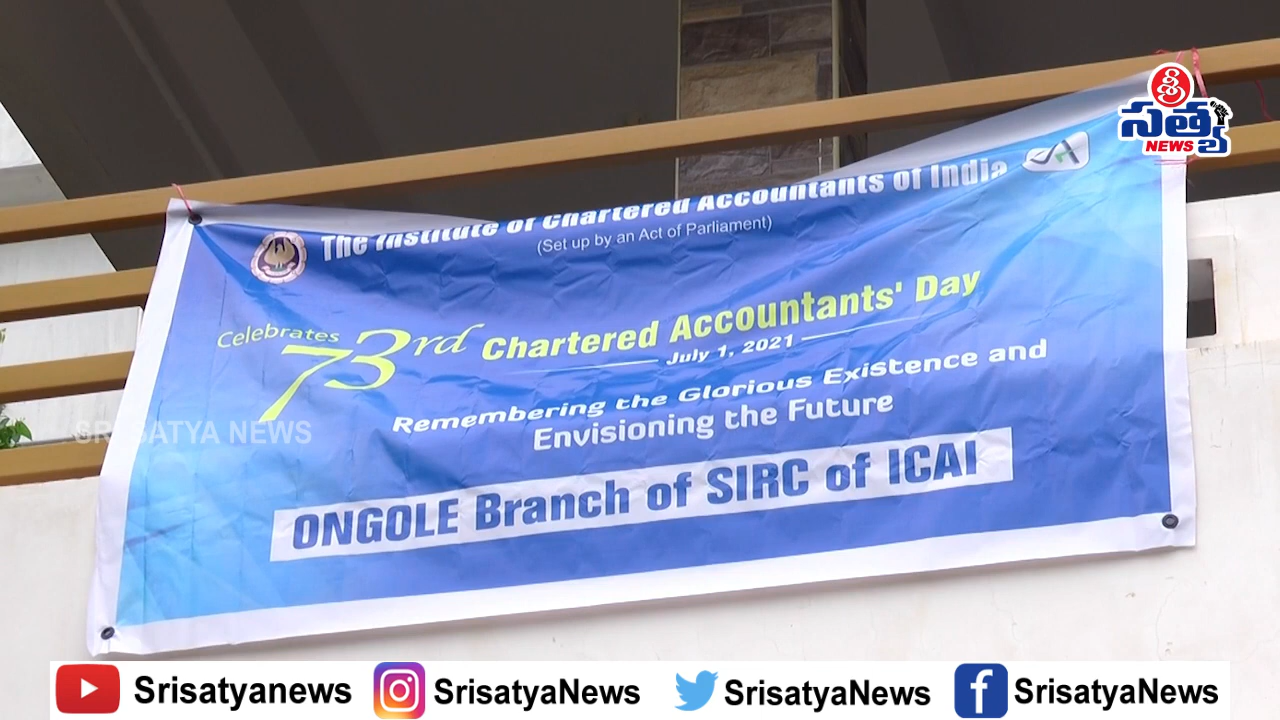 శ్రీ
సత్య
NEWS
The Institute of Chartered Accountants of India
(Set up by an Act of Parliament)
CA
Celebrates
73rd Chartered Accountants' Day
July 1, 2021
Remembering the Glorious Existence and
Envisioning the Future
ONGOLE Branch of SIRC of ICAI
SRISATYA NEWS
Srisatyanews SrisatyaNews SrisatyaNews SrisatyaNews